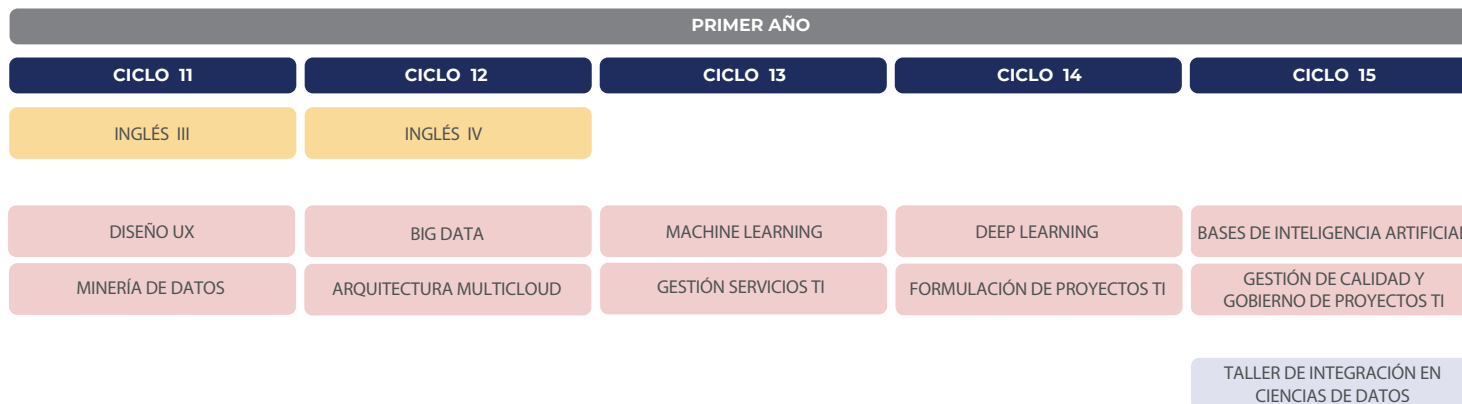 PRIMER AÑO
CICLO 11
CICLO 12
CICLO 13
CICLO 14
CICLO 15
INGLÉS III
INGLÉS IV
DISEÑO UX
BIG DATA
MACHINE LEARNING
DEEP LEARNING
BASES DE INTELIGENCIA ARTIFICIAL
MINERÍA DE DATOS
ARQUITECTURA MULTICLOUD
GESTIÓN SERVICIOS TI
FORMULACIÓN DE PROYECTOS TI
GESTIÓN DE CALIDAD Y
GOBIERNO DE PROYECTOS TI
TALLER DE INTEGRACIÓN EN
CIENCIAS DE DATOS